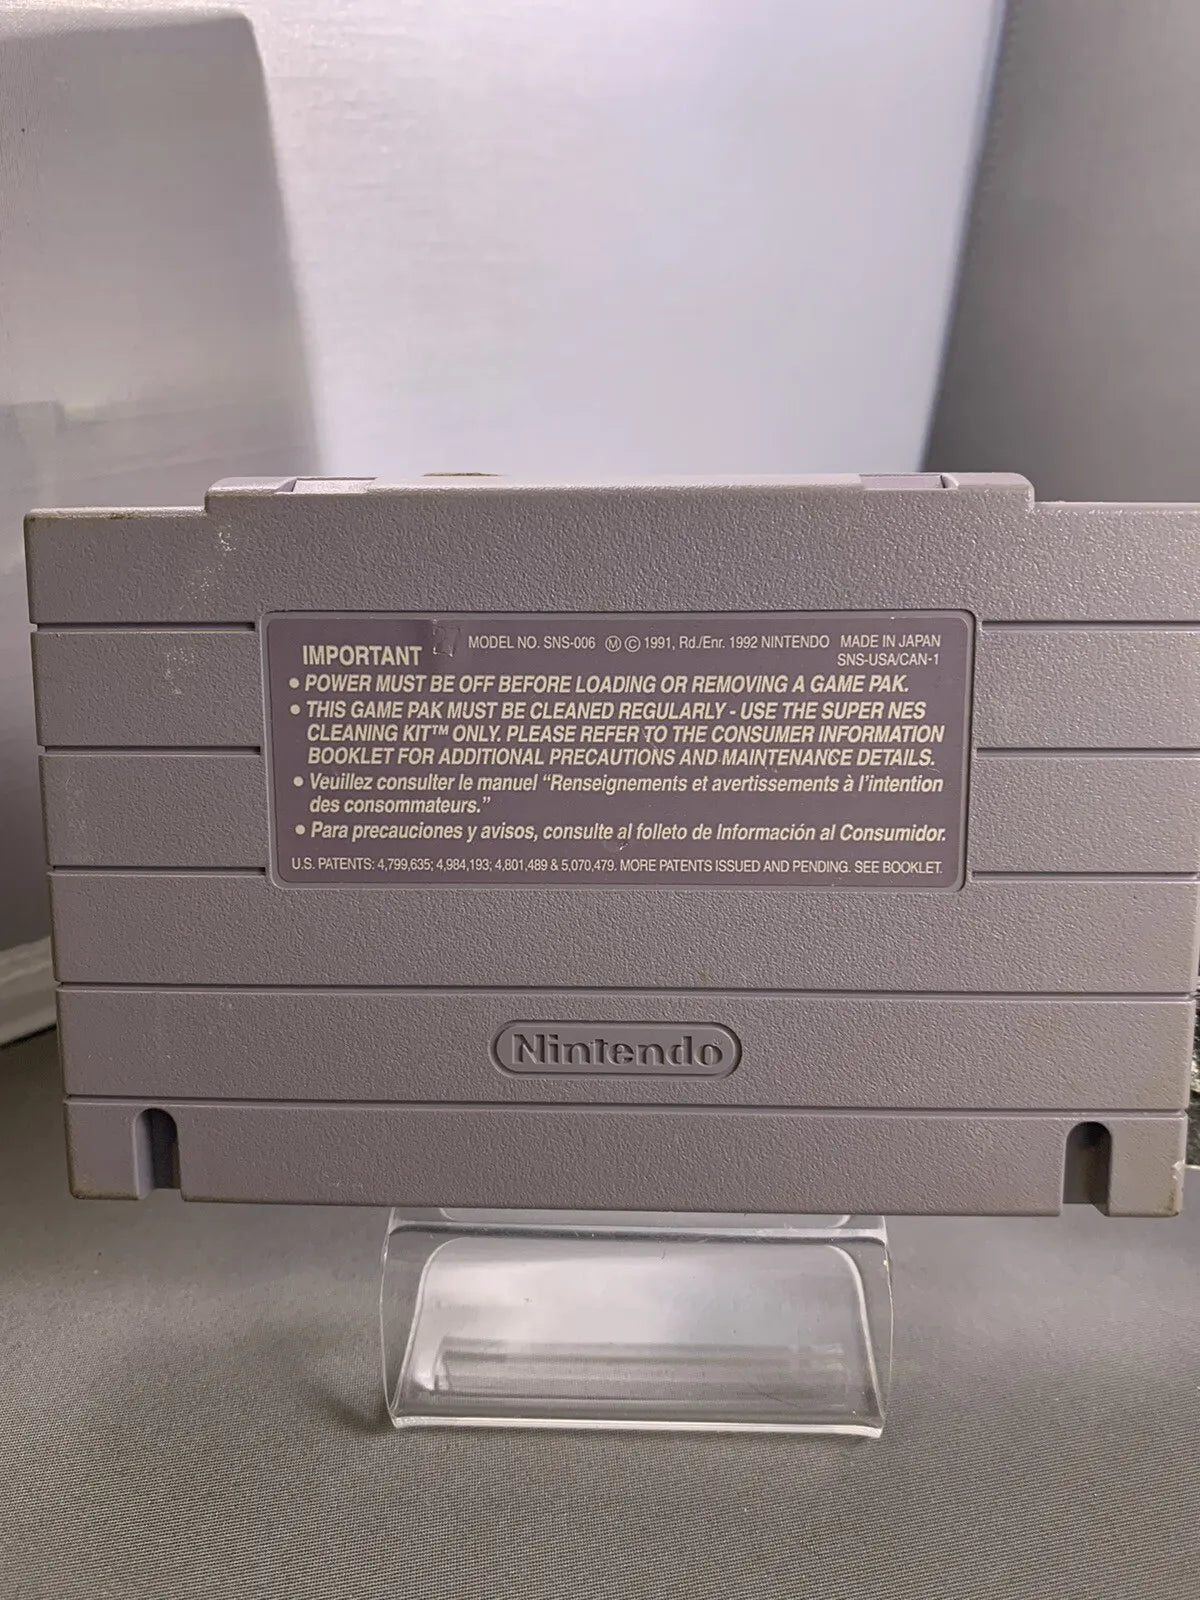 IMPORTANT 27 MODEL NO. SNS-006 Ⓜ © 1991, Rd./Enr. 1992 NINTENDO MADE IN JAPAN
SNS-USA/CAN-1
• POWER MUST BE OFF BEFORE LOADING OR REMOVING A GAME PAK.
• THIS GAME PAK MUST BE CLEANED REGULARLY - USE THE SUPER NES
CLEANING KIT™ ONLY. PLEASE REFER TO THE CONSUMER INFORMATION
BOOKLET FOR ADDITIONAL PRECAUTIONS AND MAINTENANCE DETAILS.
• Veuillez consulter le manuel “Renseignements et avertissements à l’intention
des consommateurs.”
• Para precauciones y avisos, consulte al folleto de Información al Consumidor.
U.S. PATENTS: 4,799,635; 4,984,193; 4,801,489 & 5,070,479. MORE PATENTS ISSUED AND PENDING. SEE BOOKLET.
Nintendo